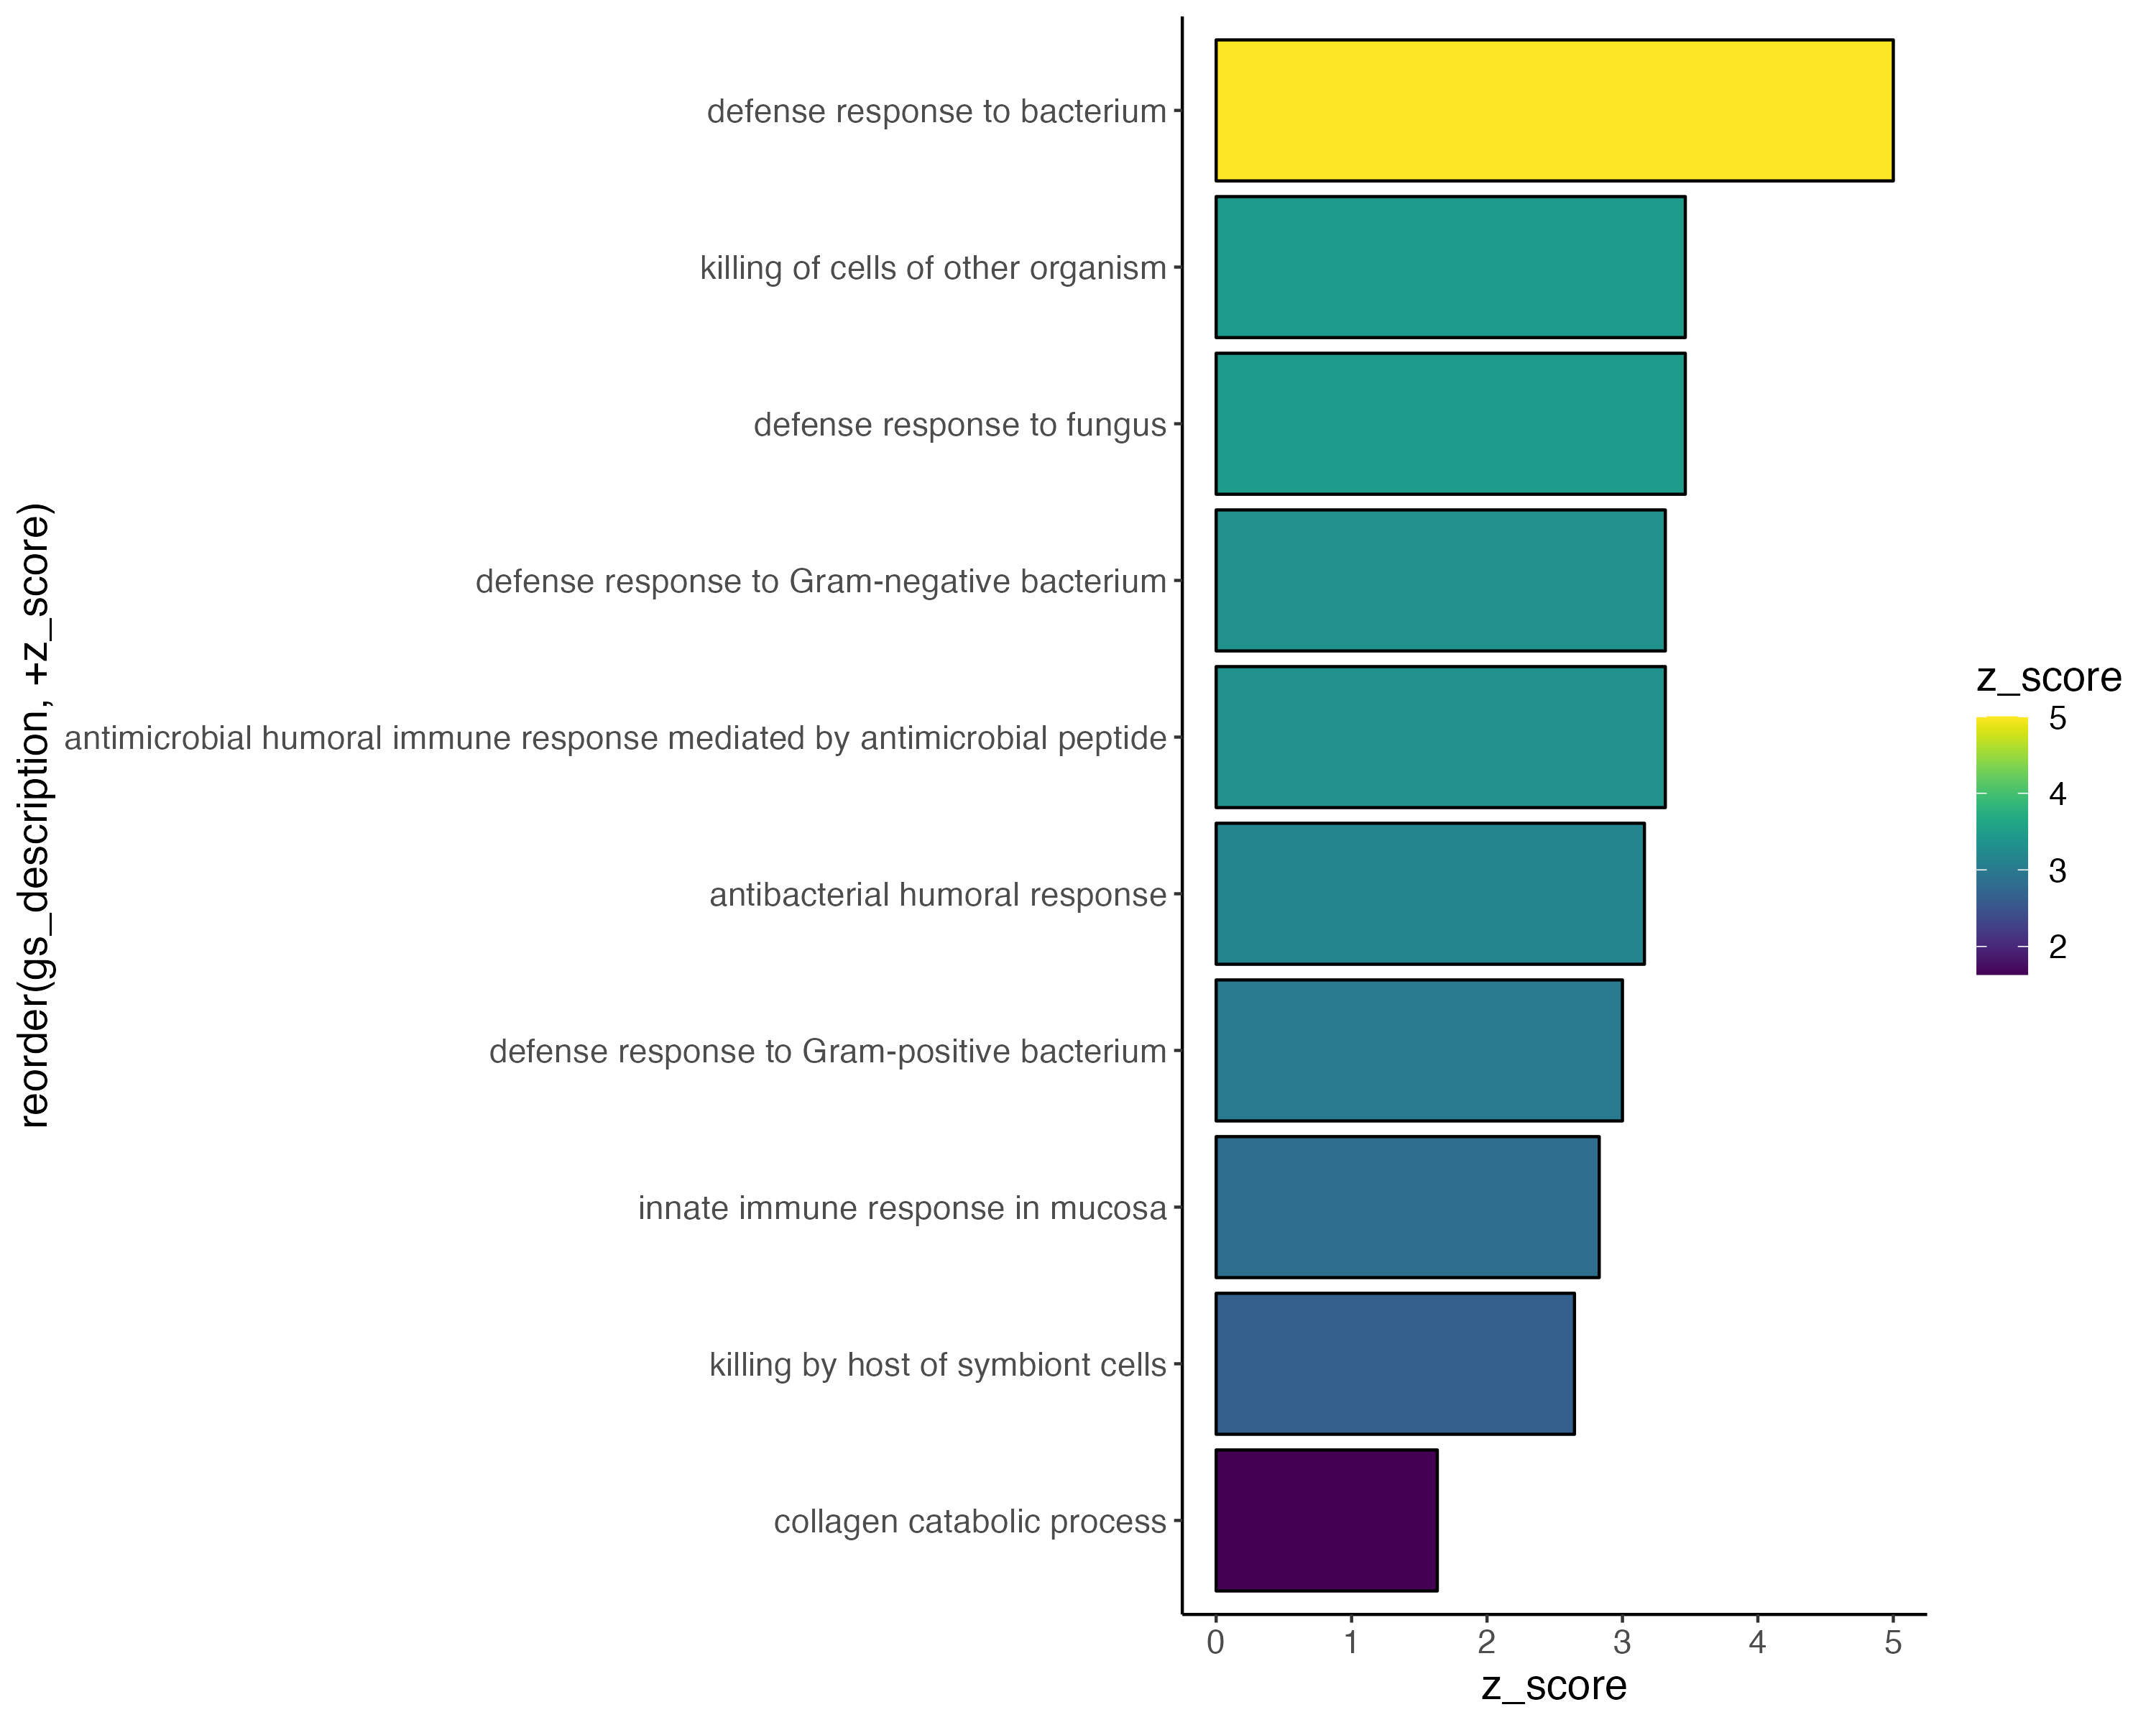 reorder(gs_description, +z_score)
defense response to bacterium
killing of cells of other organism
defense response to fungus
defense response to Gram-negative bacterium
antimicrobial humoral immune response mediated by antimicrobial peptide
antibacterial humoral response
defense response to Gram-positive bacterium
innate immune response in mucosa
killing by host of symbiont cells
collagen catabolic process
0 1 2 3 4 5
z_score
z_score
5
4
3
2